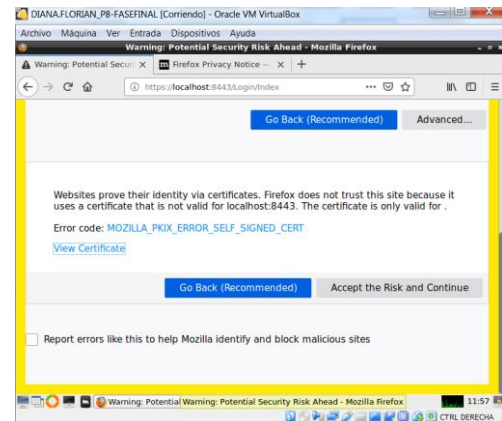 DIANA.FLORIAN_P8-FASEFINAL [Corriendo] - Oracle VM VirtualBox
Archivo Máquina Ver Entrada Dispositivos Ayuda
Warning: Potential Security Risk Ahead - Mozilla Firefox
Warning: Potential Secur
Firefox Privacy Notice —
https://localhost:8443/Login/Index
Go Back (Recommended) Advanced...
Websites prove their identity via certificates. Firefox does not trust this site because it
uses a certificate that is not valid for localhost:8443. The certificate is only valid for .
Error code: MOZILLA_PKIX_ERROR_SELF_SIGNED_CERT
View Certificate
Go Back (Recommended) Accept the Risk and Continue
Report errors like this to help Mozilla identify and block malicious sites
Warning: Potential Warning: Potential Security Risk Ahead - Mozilla Firefox 11:57
CTRL DERECHA